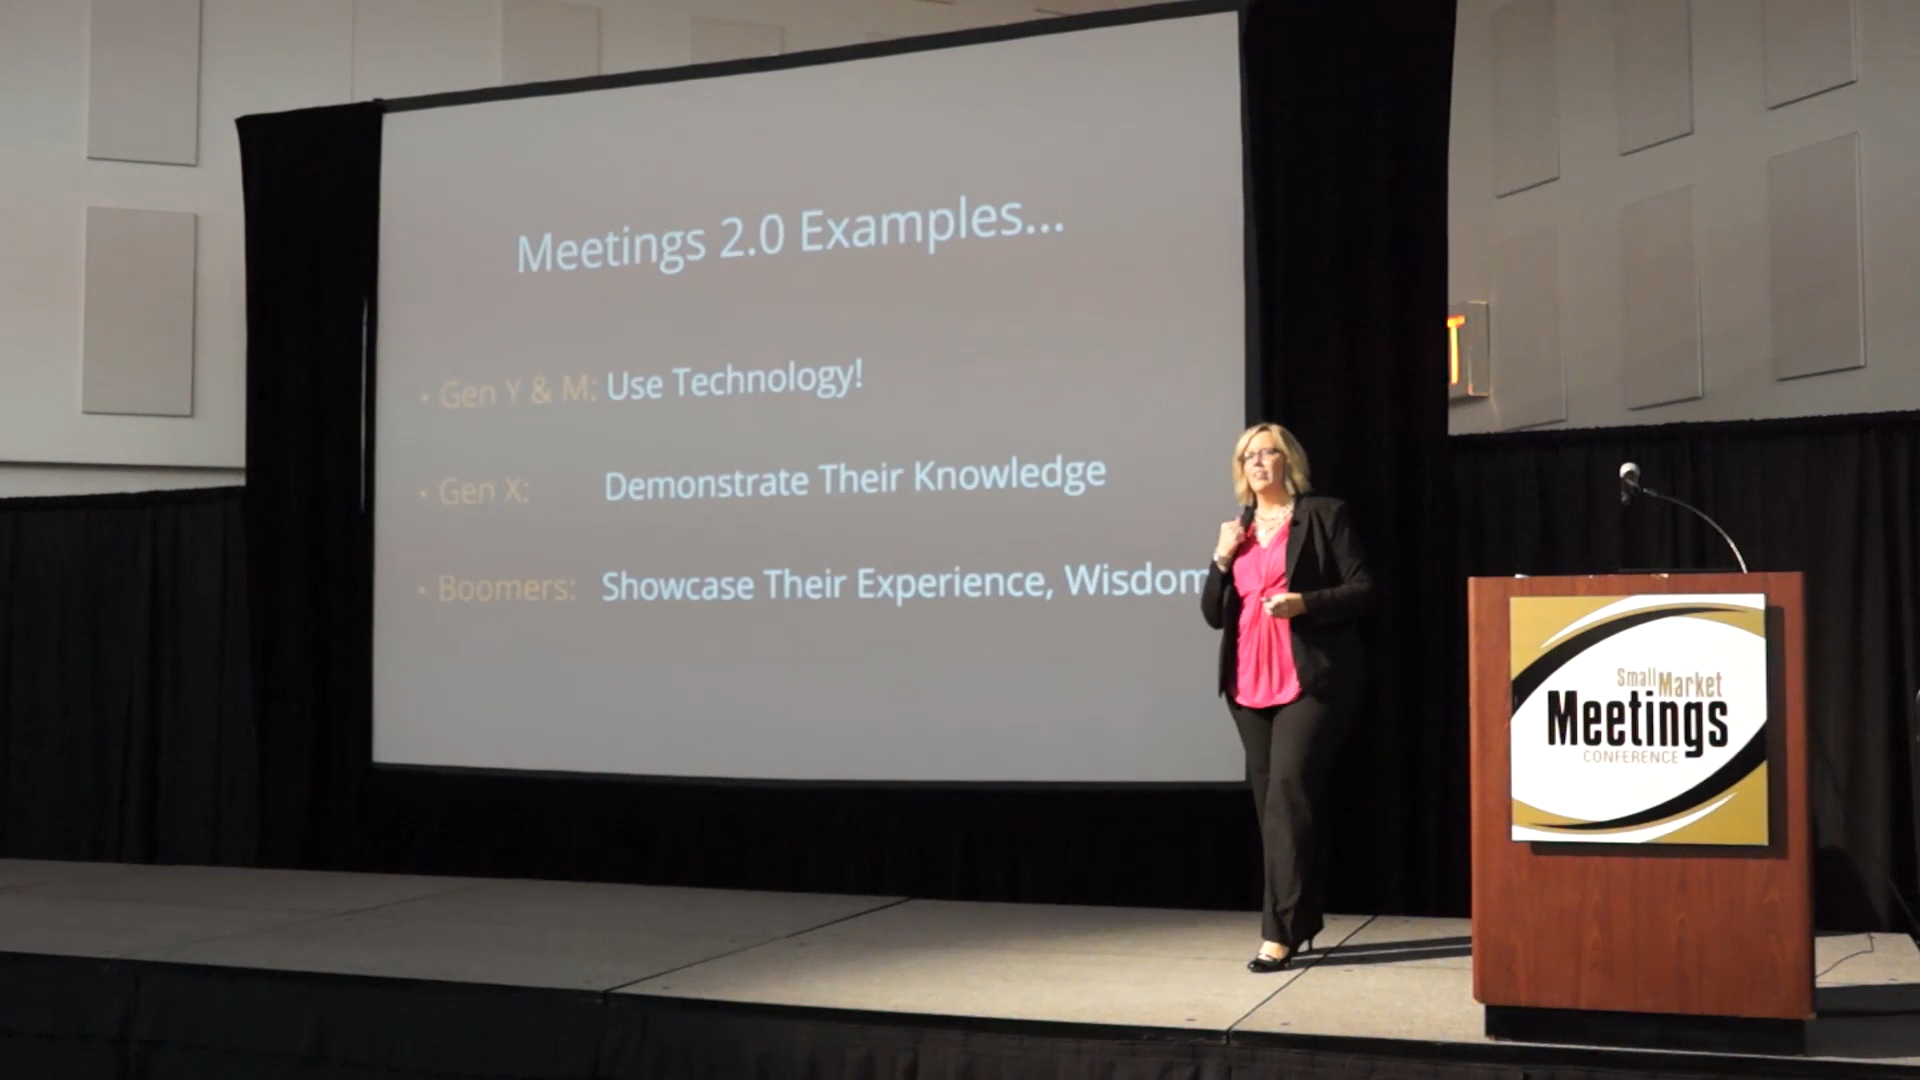 Meetings 2.0 Examples...
• Gen Y & M: Use Technology!
• Gen X: Demonstrate Their Knowledge
• Boomers: Showcase Their Experience, Wisdom
T
Small Market
Meetings
CONFERENCE